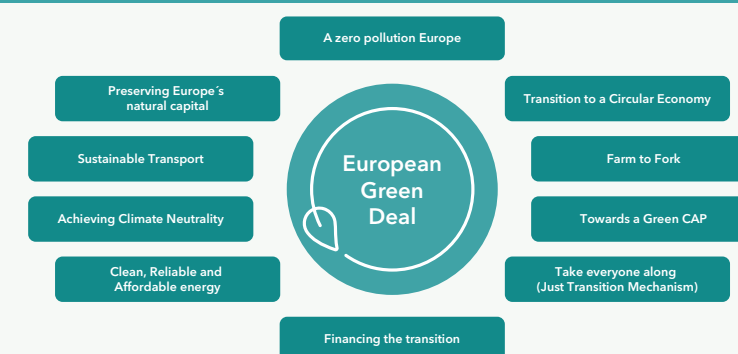 A zero pollution Europe
Preserving Europe´s
natural capital
Transition to a Circular Economy
Sustainable Transport
Farm to Fork
European
Green
Deal
Achieving Climate Neutrality
Towards a Green CAP
Clean, Reliable and
Affordable energy
Take everyone along
(Just Transition Mechanism)
Financing the transition